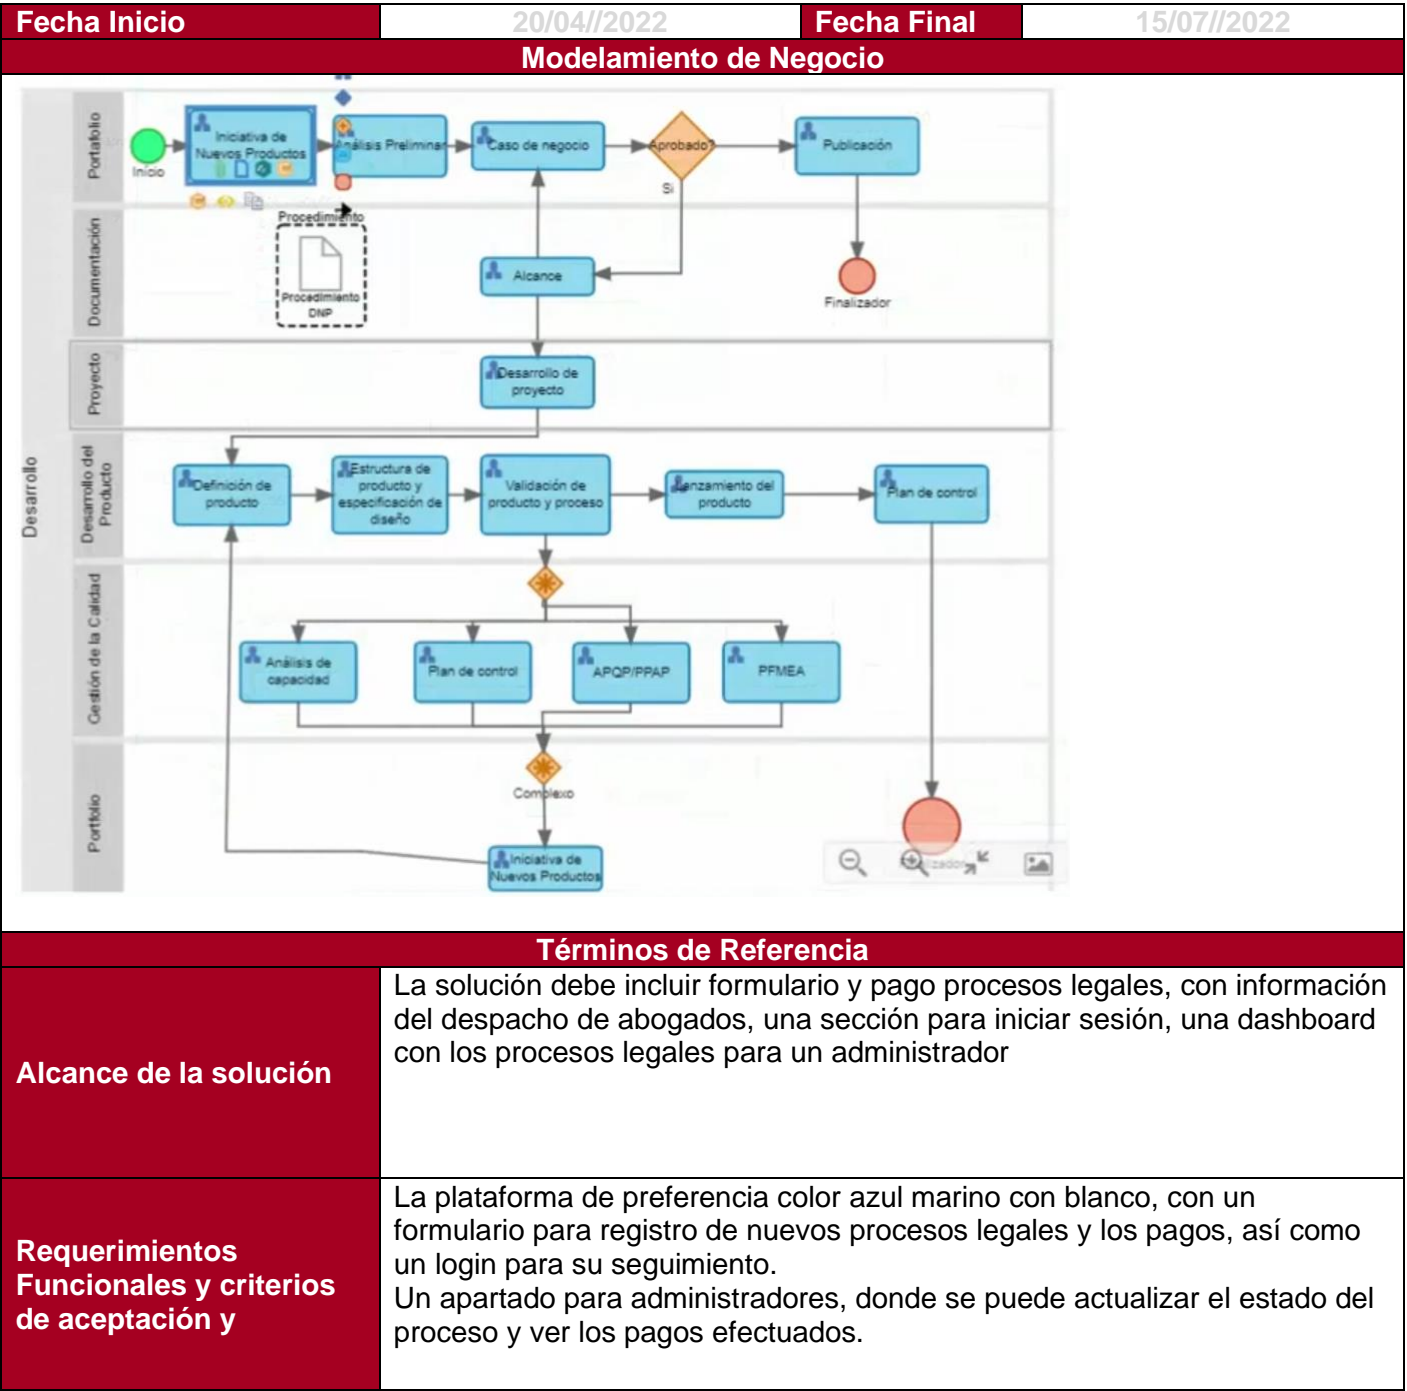 Fecha Inicio
20/04//2022
Fecha Final
15/07//2022
Modelamiento de Negocio
Desarrollo
Portafolio
Inicio
Iniciativa de
Nuevos Productos
Análisis Preliminar
Caso de negocio
Aprobado?
Si
Publicación
Documentación
Procedimiento
Procedimiento
DNP
Alcance
Finalizador
Proyecto
Desarrollo de
proyecto
Desarrollo del
Producto
Definición de
producto
Estructura de
producto y
especificación de
diseño
Validación de
producto y proceso
Lanzamiento del
producto
Plan de control
Gestión de la Calidad
Análisis de
capacidad
Plan de control
APQP/PPAP
PFMEA
Portfolio
Complexo
Iniciativa de
Nuevos Productos
Finalizador
Términos de Referencia
Alcance de la solución
La solución debe incluir formulario y pago procesos legales, con información
del despacho de abogados, una sección para iniciar sesión, una dashboard
con los procesos legales para un administrador
Requerimientos
Funcionales y criterios
de aceptación y
La plataforma de preferencia color azul marino con blanco, con un
formulario para registro de nuevos procesos legales y los pagos, así como
un login para su seguimiento.
Un apartado para administradores, donde se puede actualizar el estado del
proceso y ver los pagos efectuados.